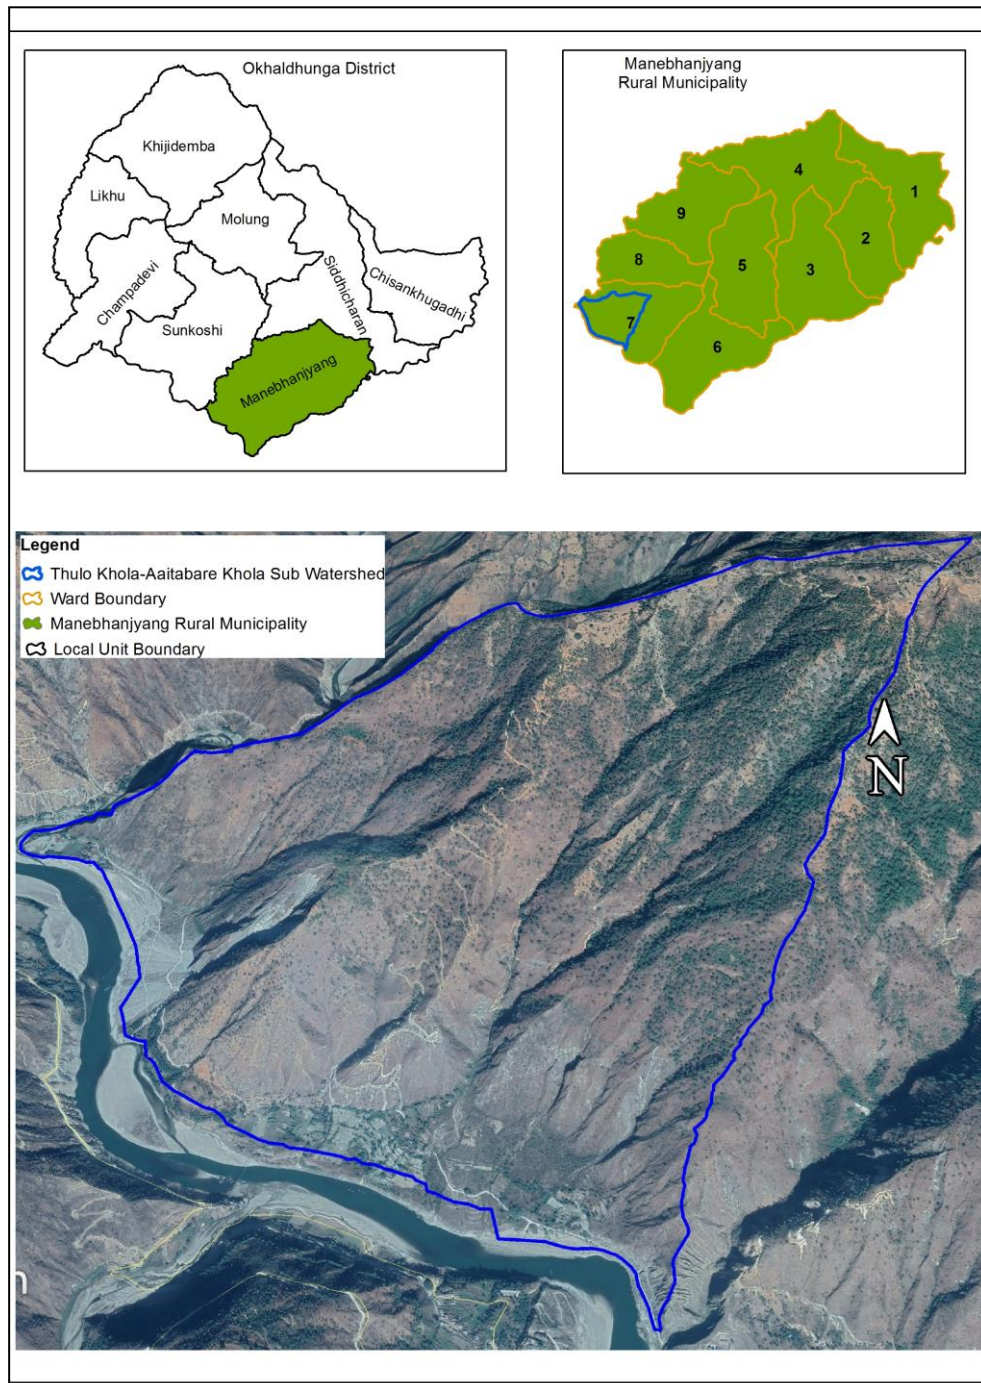 Okhaldhunga District
Khijidemba
Likhu
Molung
Champadevi
Siddhicharan
Chisankhugadhi
Sunkoshi
Manebhanjyang
Manebhanjyang
Rural Municipality
4
1
9
2
8
5
3
7
6
Legend
Thulo Khola-Aaitabare Khola Sub Watershed
Ward Boundary
Manebhanjyang Rural Municipality
Local Unit Boundary
N